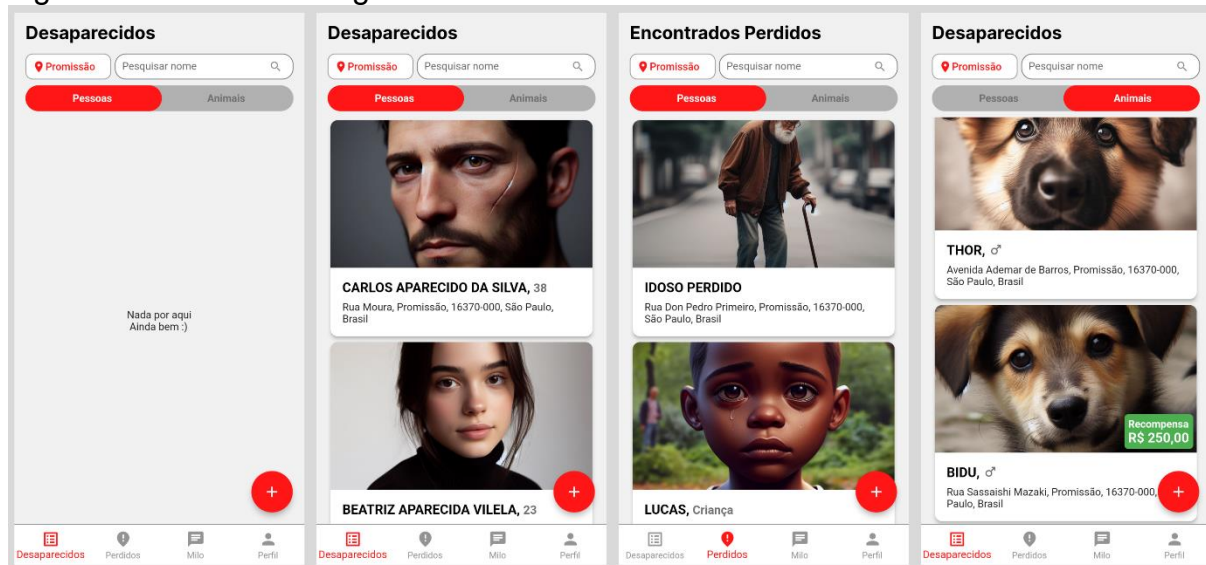 Desaparecidos
Promissão
Pesquisar nome
Pessoas
Animais
Nada por aqui
Ainda bem :)
+
Desaparecidos
Perdidos
Milo
Perfil
Desaparecidos
Promissão
Pesquisar nome
Pessoas
Animais
CARLOS APARECIDO DA SILVA, 38
Rua Moura, Promissão, 16370-000, São Paulo,
Brasil
BEATRIZ APARECIDA VILELA, 23
+
Desaparecidos
Perdidos
Milo
Perfil
Encontrados Perdidos
Promissão
Pesquisar nome
Pessoas
Animais
IDOSO PERDIDO
Rua Don Pedro Primeiro, Promissão, 16370-000,
São Paulo, Brasil
LUCAS, Criança
+
Desaparecidos
Perdidos
Milo
Perfil
Desaparecidos
Promissão
Pesquisar nome
Pessoas
Animais
THOR, ♂
Avenida Ademar de Barros, Promissão, 16370-000,
São Paulo, Brasil
Recompensa
R$ 250,00
BIDU, ♂
Rua Sassaishi Mazaki, Promissão, 16370-000,
Paulo, Brasil
+
Desaparecidos
Perdidos
Milo
Perfil